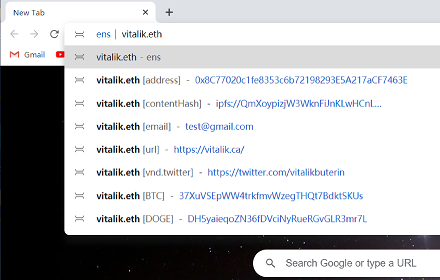 New Tab
ens | vitalik.eth
Gmail
vitalik.eth - ens
vitalik.eth [address] - 0x8C77020c1fe8353c6b72198293E5A217aCF7463E
vitalik.eth [contentHash] - ipfs://QmXoypizjW3WknFiJnKLwHCnL...
vitalik.eth [email] - test@gmail.com
vitalik.eth [url] - https://vitalik.ca/
vitalik.eth [vnd.twitter] - https://twitter.com/vitalikbuterin
vitalik.eth [BTC] - 37XuVSEpWW4trkfmvWzegTHQt7BdktSKUs
vitalik.eth [DOGE] - DH5yaieqoZN36fDVciNyRueRGvGLR3mr7L
Search Google or type a URL